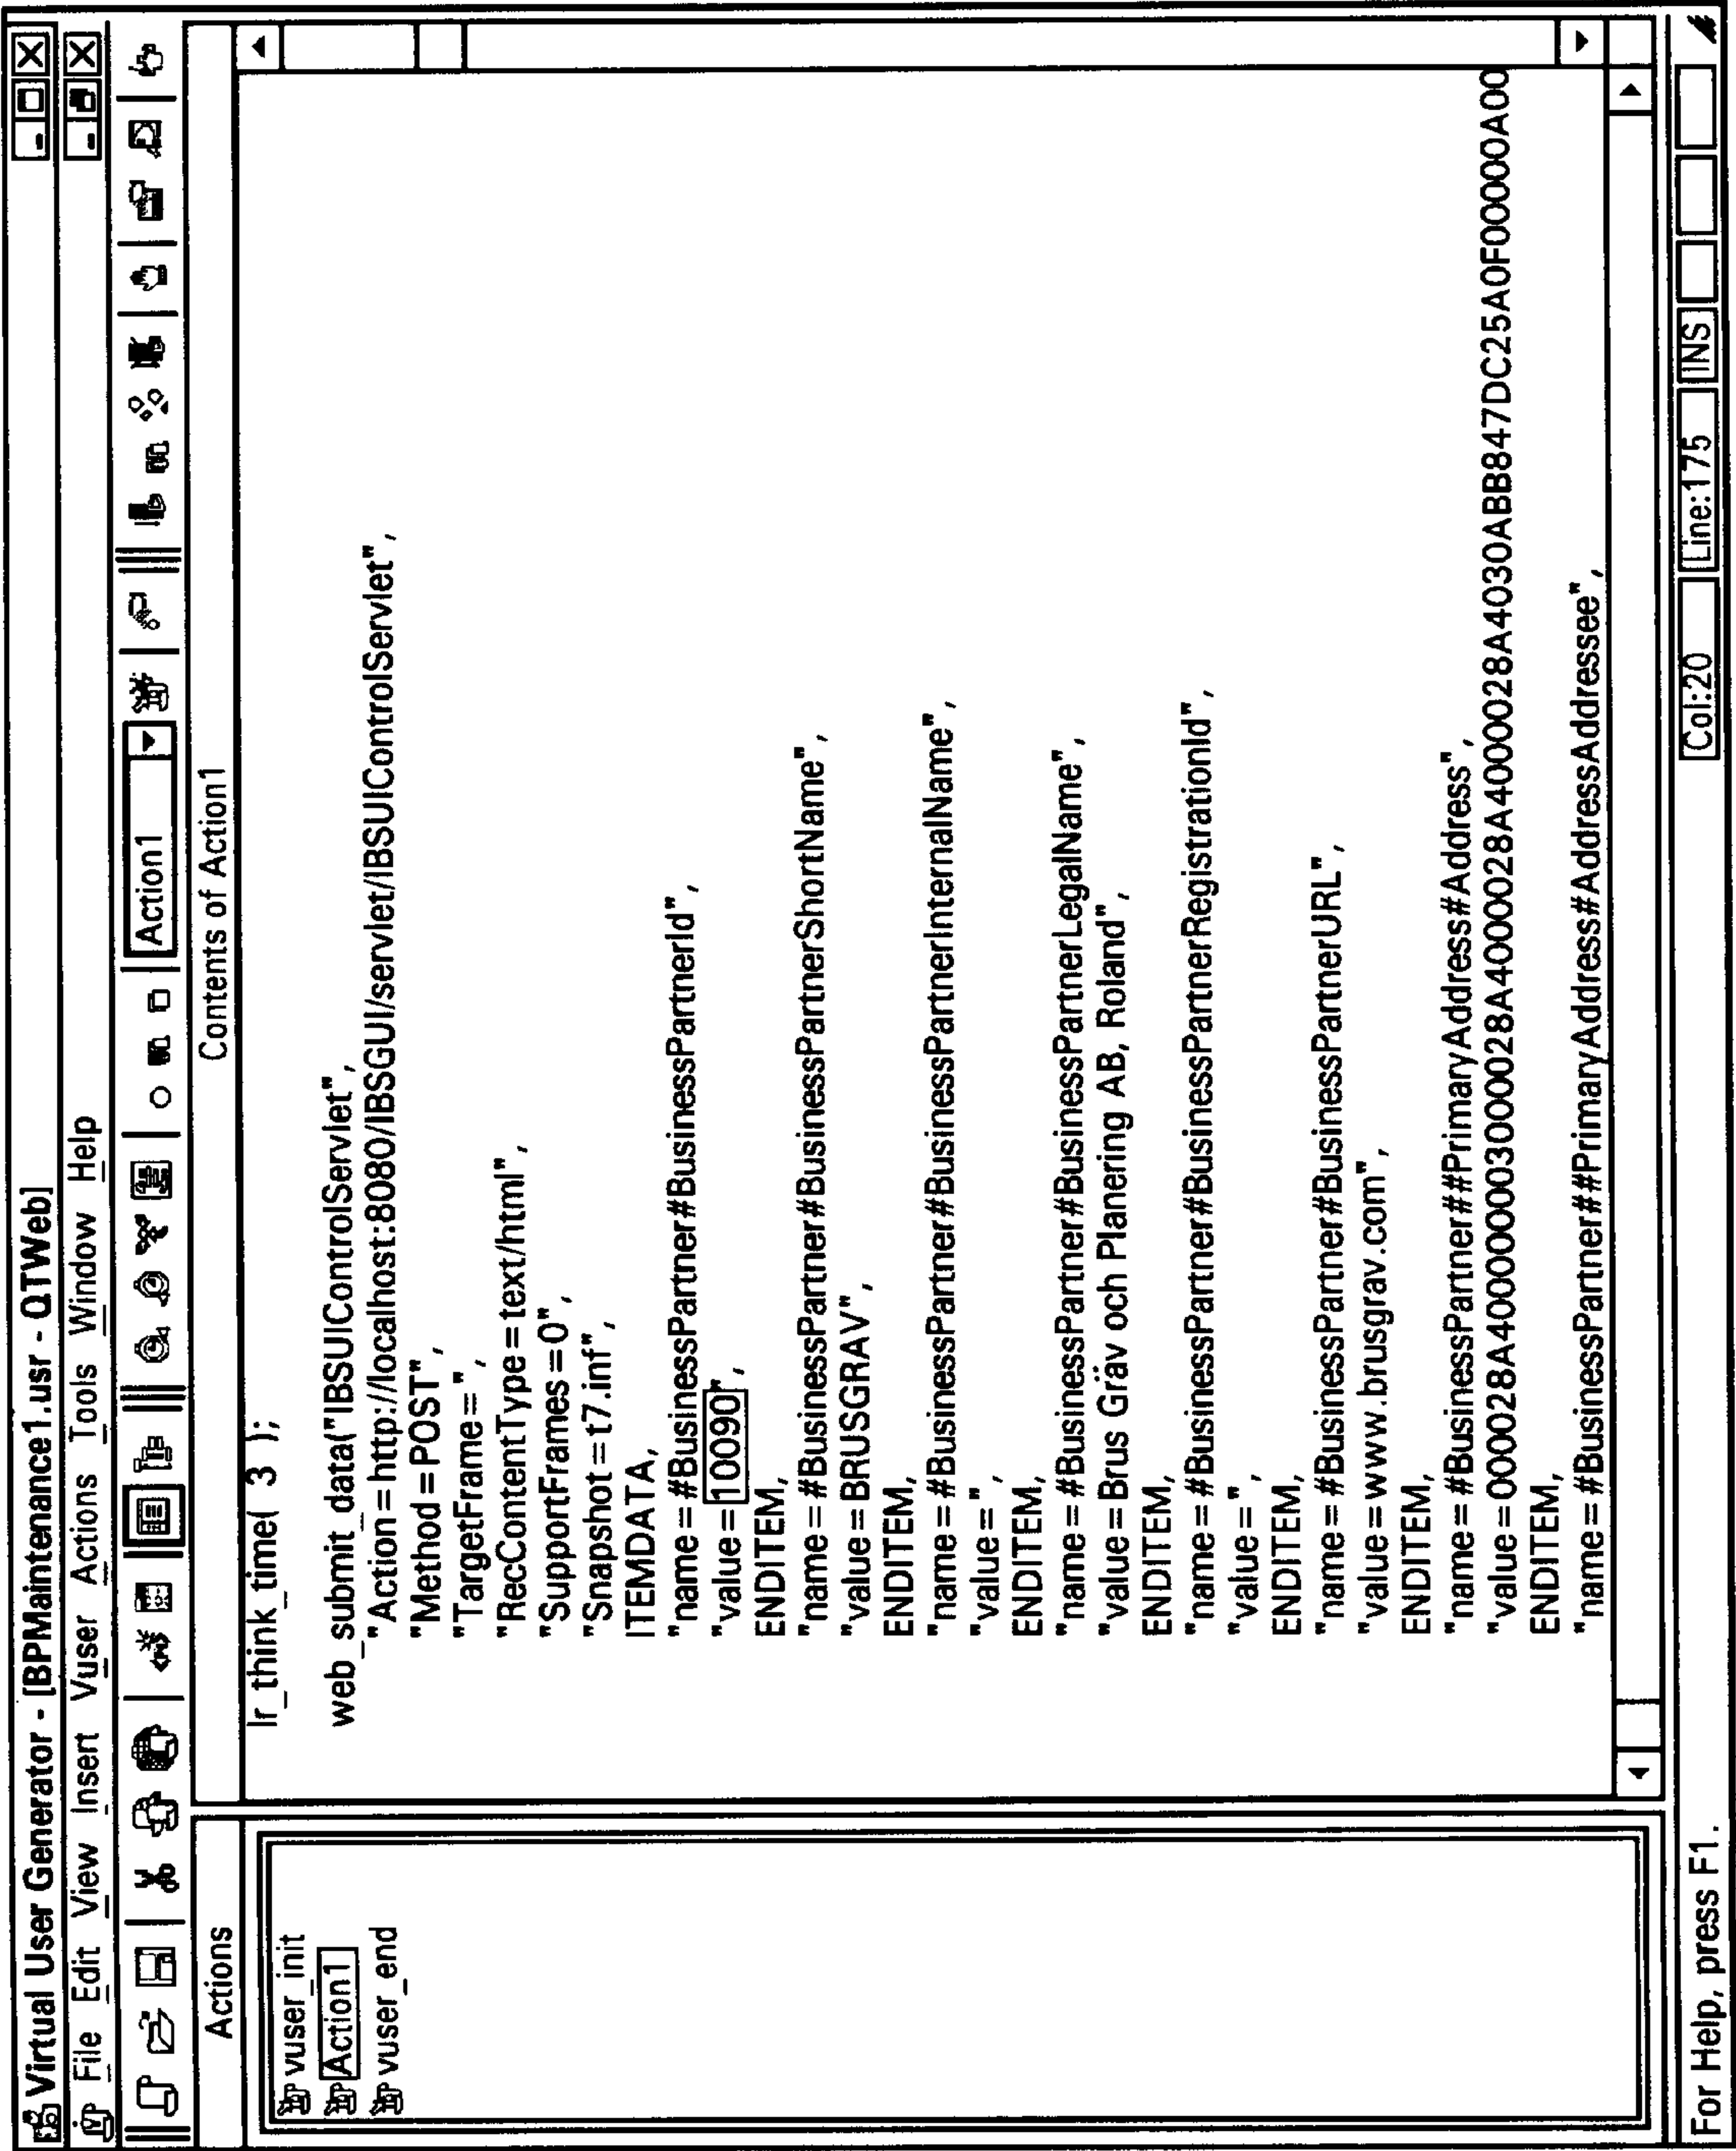 Virtual User Generator - [BPMaintenance1.usr - QTWeb]
File Edit View Insert Vuser Actions Tools Window Help
Action1
Actions
Contents of Action1
vuser_init
Action1
vuser_end
lr_think_time( 3 );
web_submit_data("IBSUIControlServlet",
"Action=http://localhost:8080/IBSGUI/servlet/IBSUIControlServlet",
"Method=POST",
"TargetFrame=",
"RecContentType=text/html",
"SupportFrames=0",
"Snapshot=t7.inf",
ITEMDATA,
"name=#BusinessPartner#BusinessPartnerId",
"value=10090",
ENDITEM,
"name=#BusinessPartner#BusinessPartnerShortName",
"value=BRUSGRAV",
ENDITEM,
"name=#BusinessPartner#BusinessPartnerInternalName",
"value=",
ENDITEM,
"name=#BusinessPartner#BusinessPartnerLegalName",
"value=Brus Gräv och Planering AB, Roland",
ENDITEM,
"name=#BusinessPartner#BusinessPartnerRegistrationId",
"value=",
ENDITEM,
"name=#BusinessPartner#BusinessPartnerURL",
"value=www.brusgrav.com",
ENDITEM,
"name=#BusinessPartner##PrimaryAddress#Address",
"value=000028A40000000300000028A4000028A4000028A4030ABB847DC25A0F0000A00
ENDITEM,
"name=#BusinessPartner##PrimaryAddress#AddressAddressee",
For Help, press F1.
Col:20
Line:175
INS